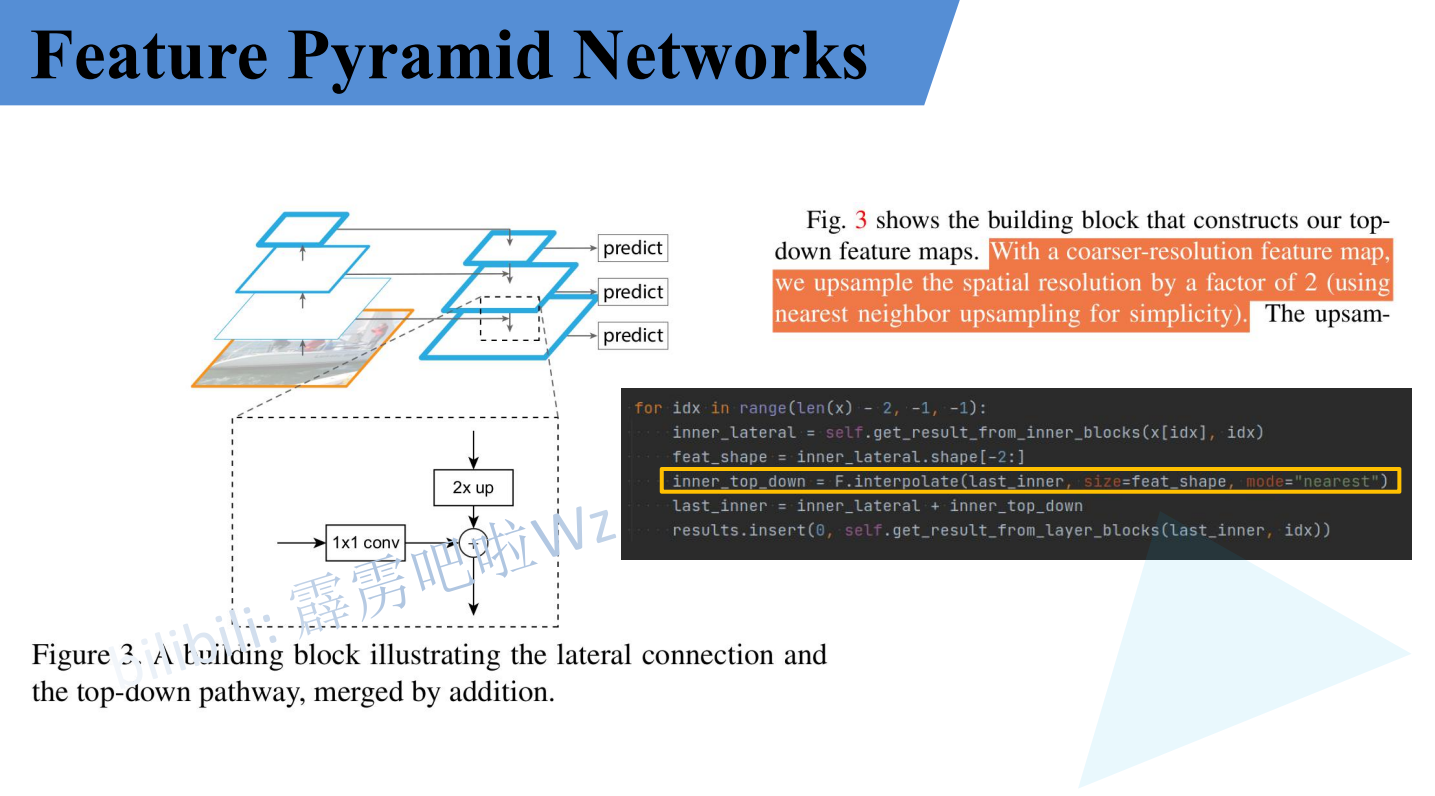 Feature Pyramid Networks
predict
predict
predict
2x up
1x1 conv
+
Figure 3. A building block illustrating the lateral connection and
the top-down pathway, merged by addition.
Fig. 3 shows the building block that constructs our top-
down feature maps. With a coarser-resolution feature map,
we upsample the spatial resolution by a factor of 2 (using
nearest neighbor upsampling for simplicity). The upsam-
for idx in range(len(x) - 2, -1, -1):
inner_lateral = self.get_result_from_inner_blocks(x[idx], idx)
feat_shape = inner_lateral.shape[-2:]
inner_top_down = F.interpolate(last_inner, size=feat_shape, mode="nearest")
last_inner = inner_lateral + inner_top_down
results.insert(0, self.get_result_from_layer_blocks(last_inner, idx))
bilibili: 霹雳吧啦Wz